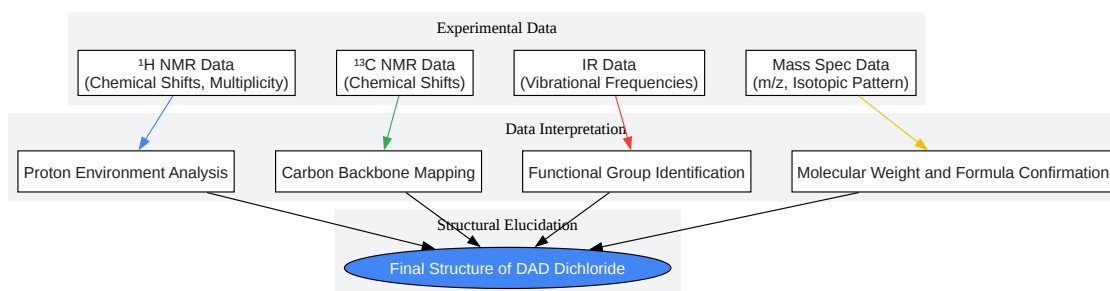 Experimental Data
¹H NMR Data
(Chemical Shifts, Multiplicity)
¹³C NMR Data
(Chemical Shifts)
IR Data
(Vibrational Frequencies)
Mass Spec Data
(m/z, Isotopic Pattern)
Data Interpretation
Proton Environment Analysis
Carbon Backbone Mapping
Functional Group Identification
Molecular Weight and Formula Confirmation
Structural Elucidation
Final Structure of DAD Dichloride